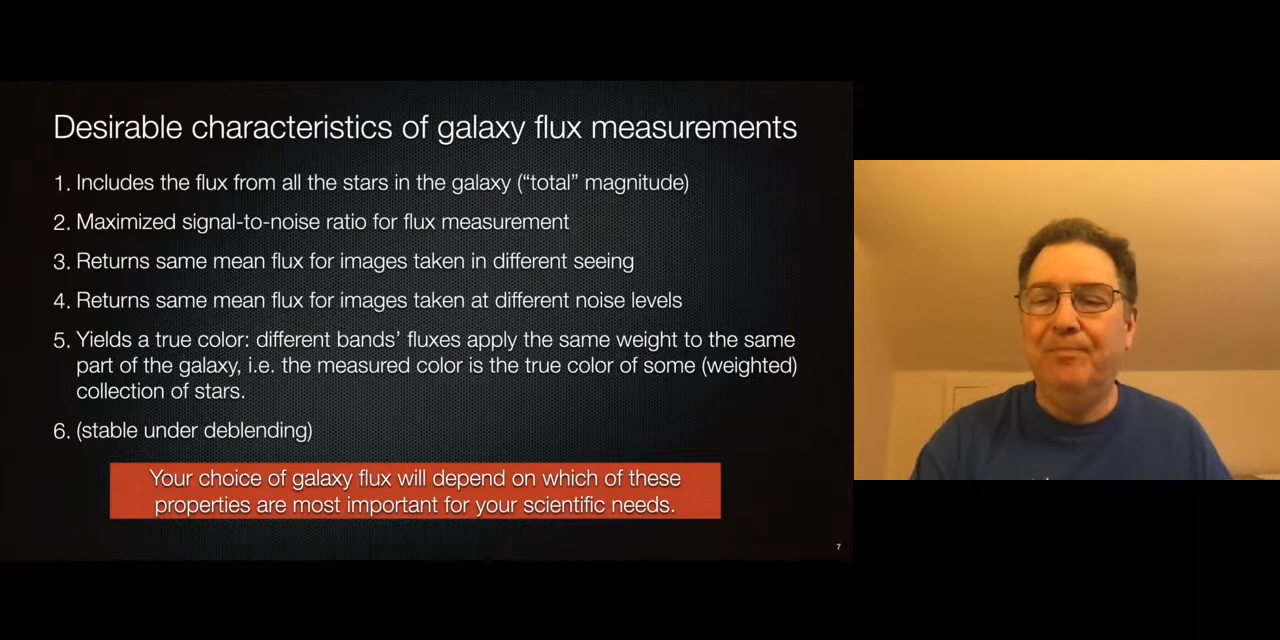 Desirable characteristics of galaxy flux measurements
1. Includes the flux from all the stars in the galaxy (“total” magnitude)
2. Maximized signal-to-noise ratio for flux measurement
3. Returns same mean flux for images taken in different seeing
4. Returns same mean flux for images taken at different noise levels
5. Yields a true color: different bands’ fluxes apply the same weight to the same
part of the galaxy, i.e. the measured color is the true color of some (weighted)
collection of stars.
6. (stable under deblending)
Your choice of galaxy flux will depend on which of these
properties are most important for your scientific needs.
7